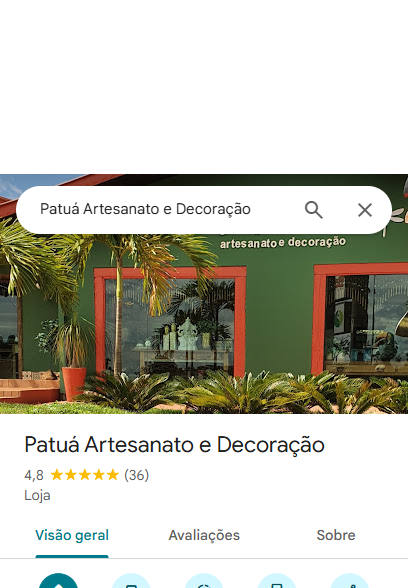 Patuá Artesanato e Decoração
artesanato e decoração
Patuá Artesanato e Decoração
4,8 (36)
Loja
Visão geral Avaliações Sobre